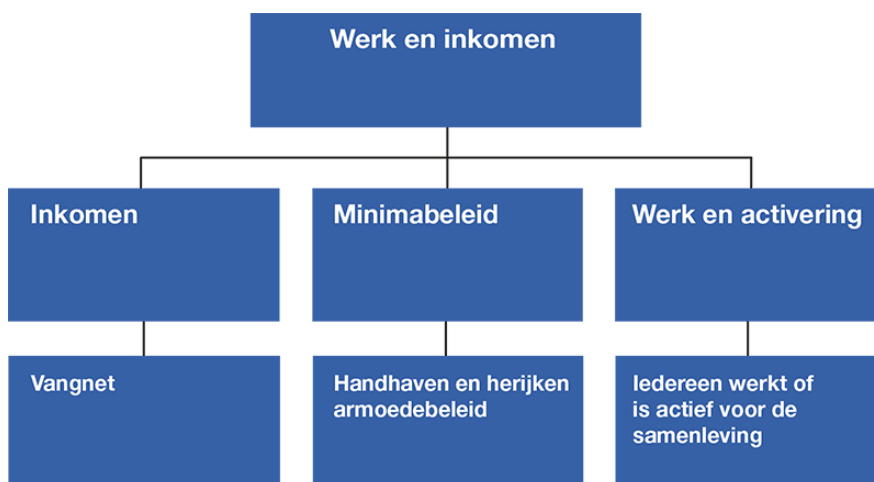 Werk en inkomen
Inkomen
Minimabeleid
Werk en activering
Vangnet
Handhaven en herijken
armoedebeleid
Iedereen werkt of
is actief voor de
samenleving